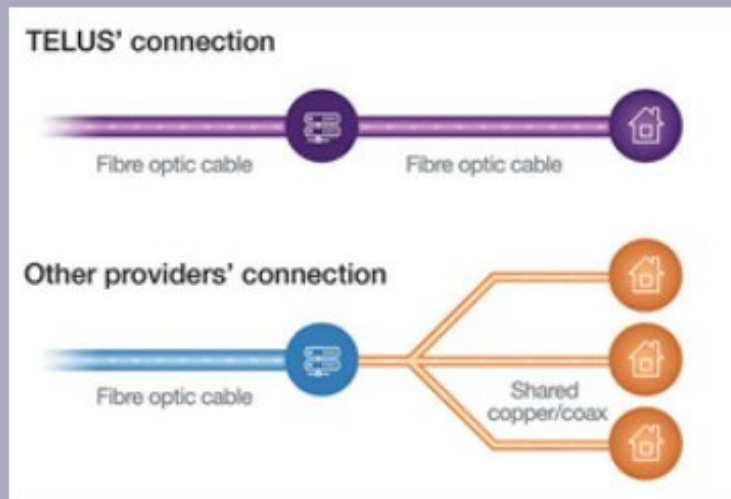 TELUS' connection
Fibre optic cable
Fibre optic cable
Other providers' connection
Fibre optic cable
Shared
copper/coax